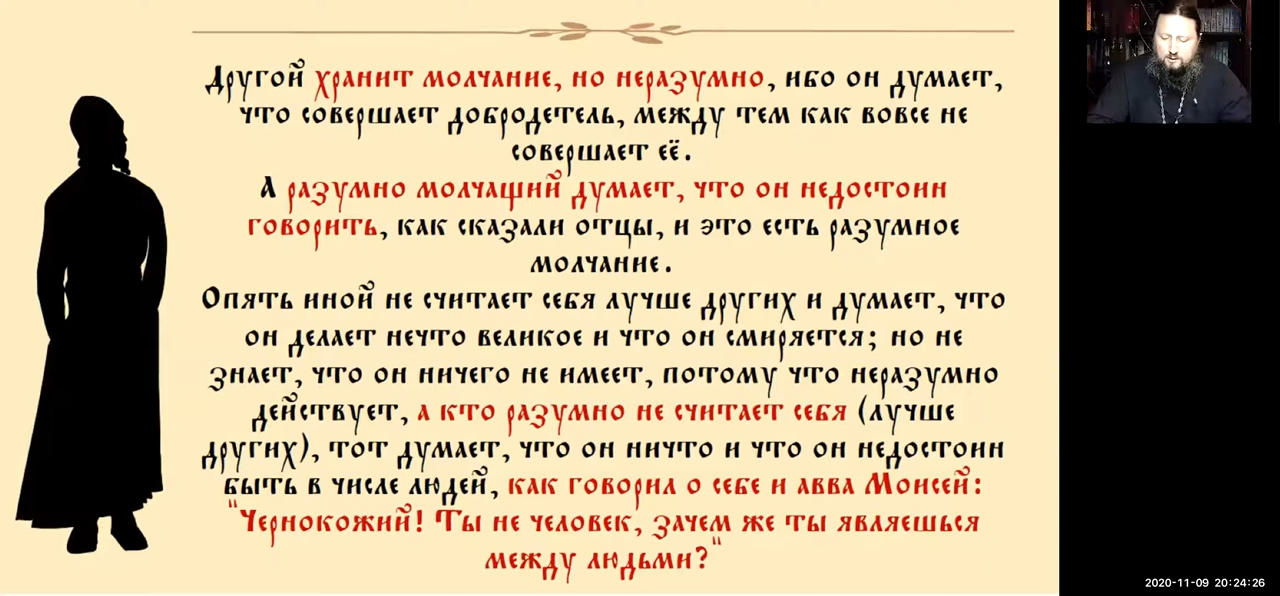 Другой хранит молчание, но неразумно, ибо он думает,
что совершает добродетель, между тем как вовсе не
совершает её.
А разумно молчащий думает, что он недостоин
говорить, как сказали отцы, и это есть разумное
молчание.
Опять иной не считает себя лучше других и думает, что
он делает нечто великое и что он смиряется; но не
знает, что он ничего не имеет, потому что неразумно
действует, а кто разумно не считает себя (лучше
других), тот думает, что он ничто и что он недостоин
быть в числе людей, как говорил о себе и авва Моисей:
"Чернокожий! Ты не человек, зачем же ты являешься
между людьми?"
2020-11-09 20:24:26